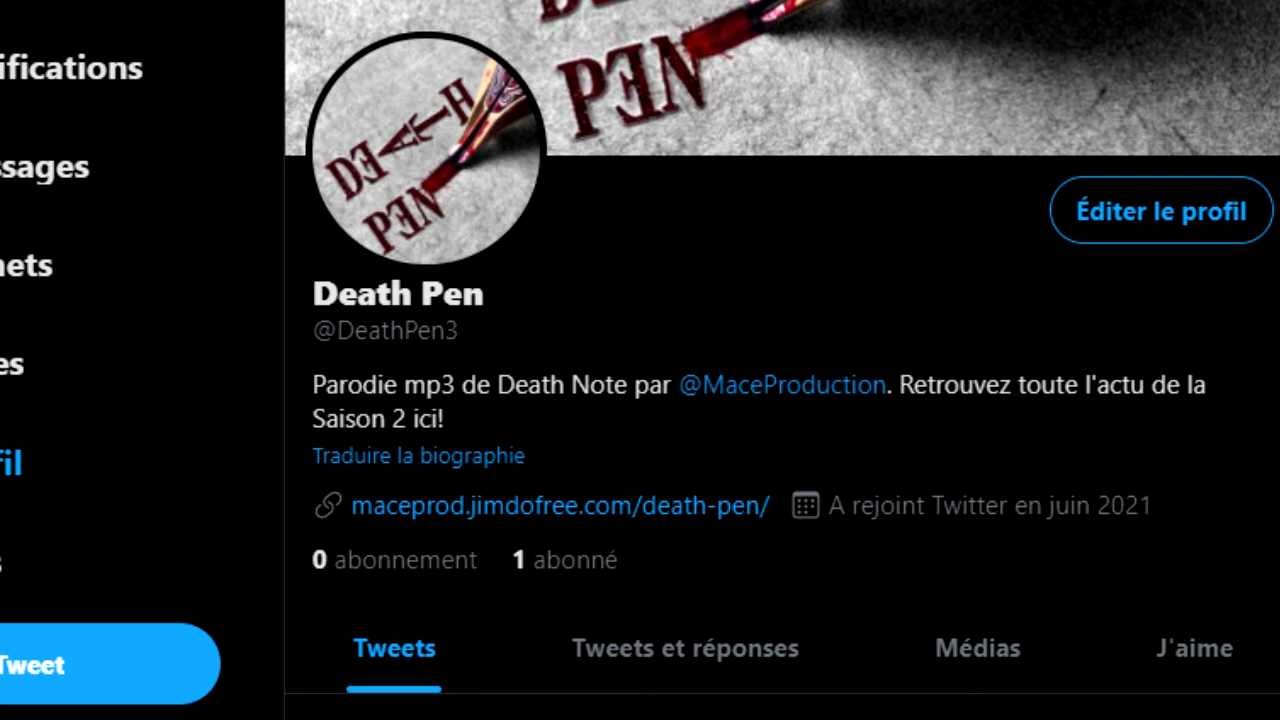 PEN
DEATH
PEN
ifications
ssages
nets
es
fil
s
Tweet
Éditer le profil
Death Pen
@DeathPen3
Parodie mp3 de Death Note par @MaceProduction. Retrouvez toute l'actu de la
Saison 2 ici!
Traduire la biographie
maceprod.jimdofree.com/death-pen/ A rejoint Twitter en juin 2021
0 abonnement 1 abonné
Tweets Tweets et réponses Médias J'aime